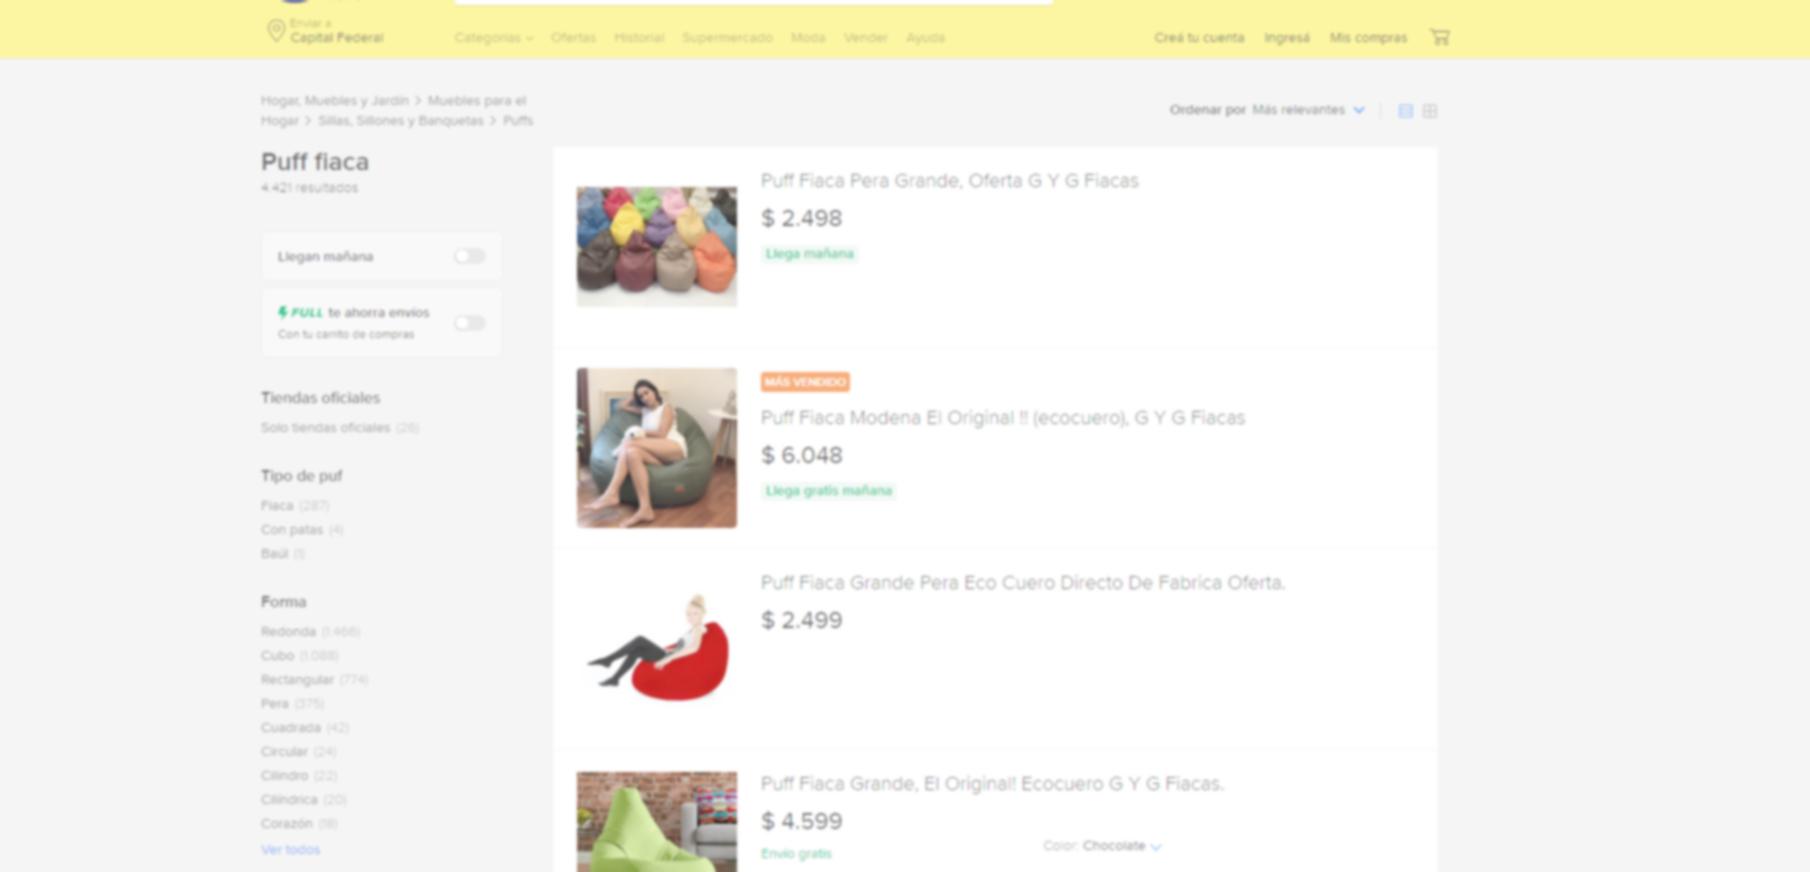 Enviar a
Capital Federal
Categorías Ofertas Historial Supermercado Moda Vender Ayuda
Creá tu cuenta Ingresá Mis compras
Hogar, Muebles y Jardín > Muebles para el
Hogar > Sillas, Sillones y Banquetas > Puffs
Ordenar por Más relevantes
Puff fiaca
4.421 resultados
Llegan mañana
FULL te ahorra envíos
Con tu carrito de compras
Tiendas oficiales
Solo tiendas oficiales (26)
Tipo de puf
Fiaca (287)
Con patas (4)
Baúl (1)
Forma
Redonda (1.466)
Cubo (1.088)
Rectangular (774)
Pera (375)
Cuadrada (42)
Circular (24)
Cilindro (22)
Cilíndrica (20)
Corazón (18)
Ver todos
Puff Fiaca Pera Grande, Oferta G Y G Fiacas
$ 2.498
Llega mañana
MÁS VENDIDO
Puff Fiaca Modena El Original !! (ecocuero), G Y G Fiacas
$ 6.048
Llega gratis mañana
Puff Fiaca Grande Pera Eco Cuero Directo De Fabrica Oferta.
$ 2.499
Puff Fiaca Grande, El Original! Ecocuero G Y G Fiacas.
$ 4.599
Envío gratis
Color: Chocolate